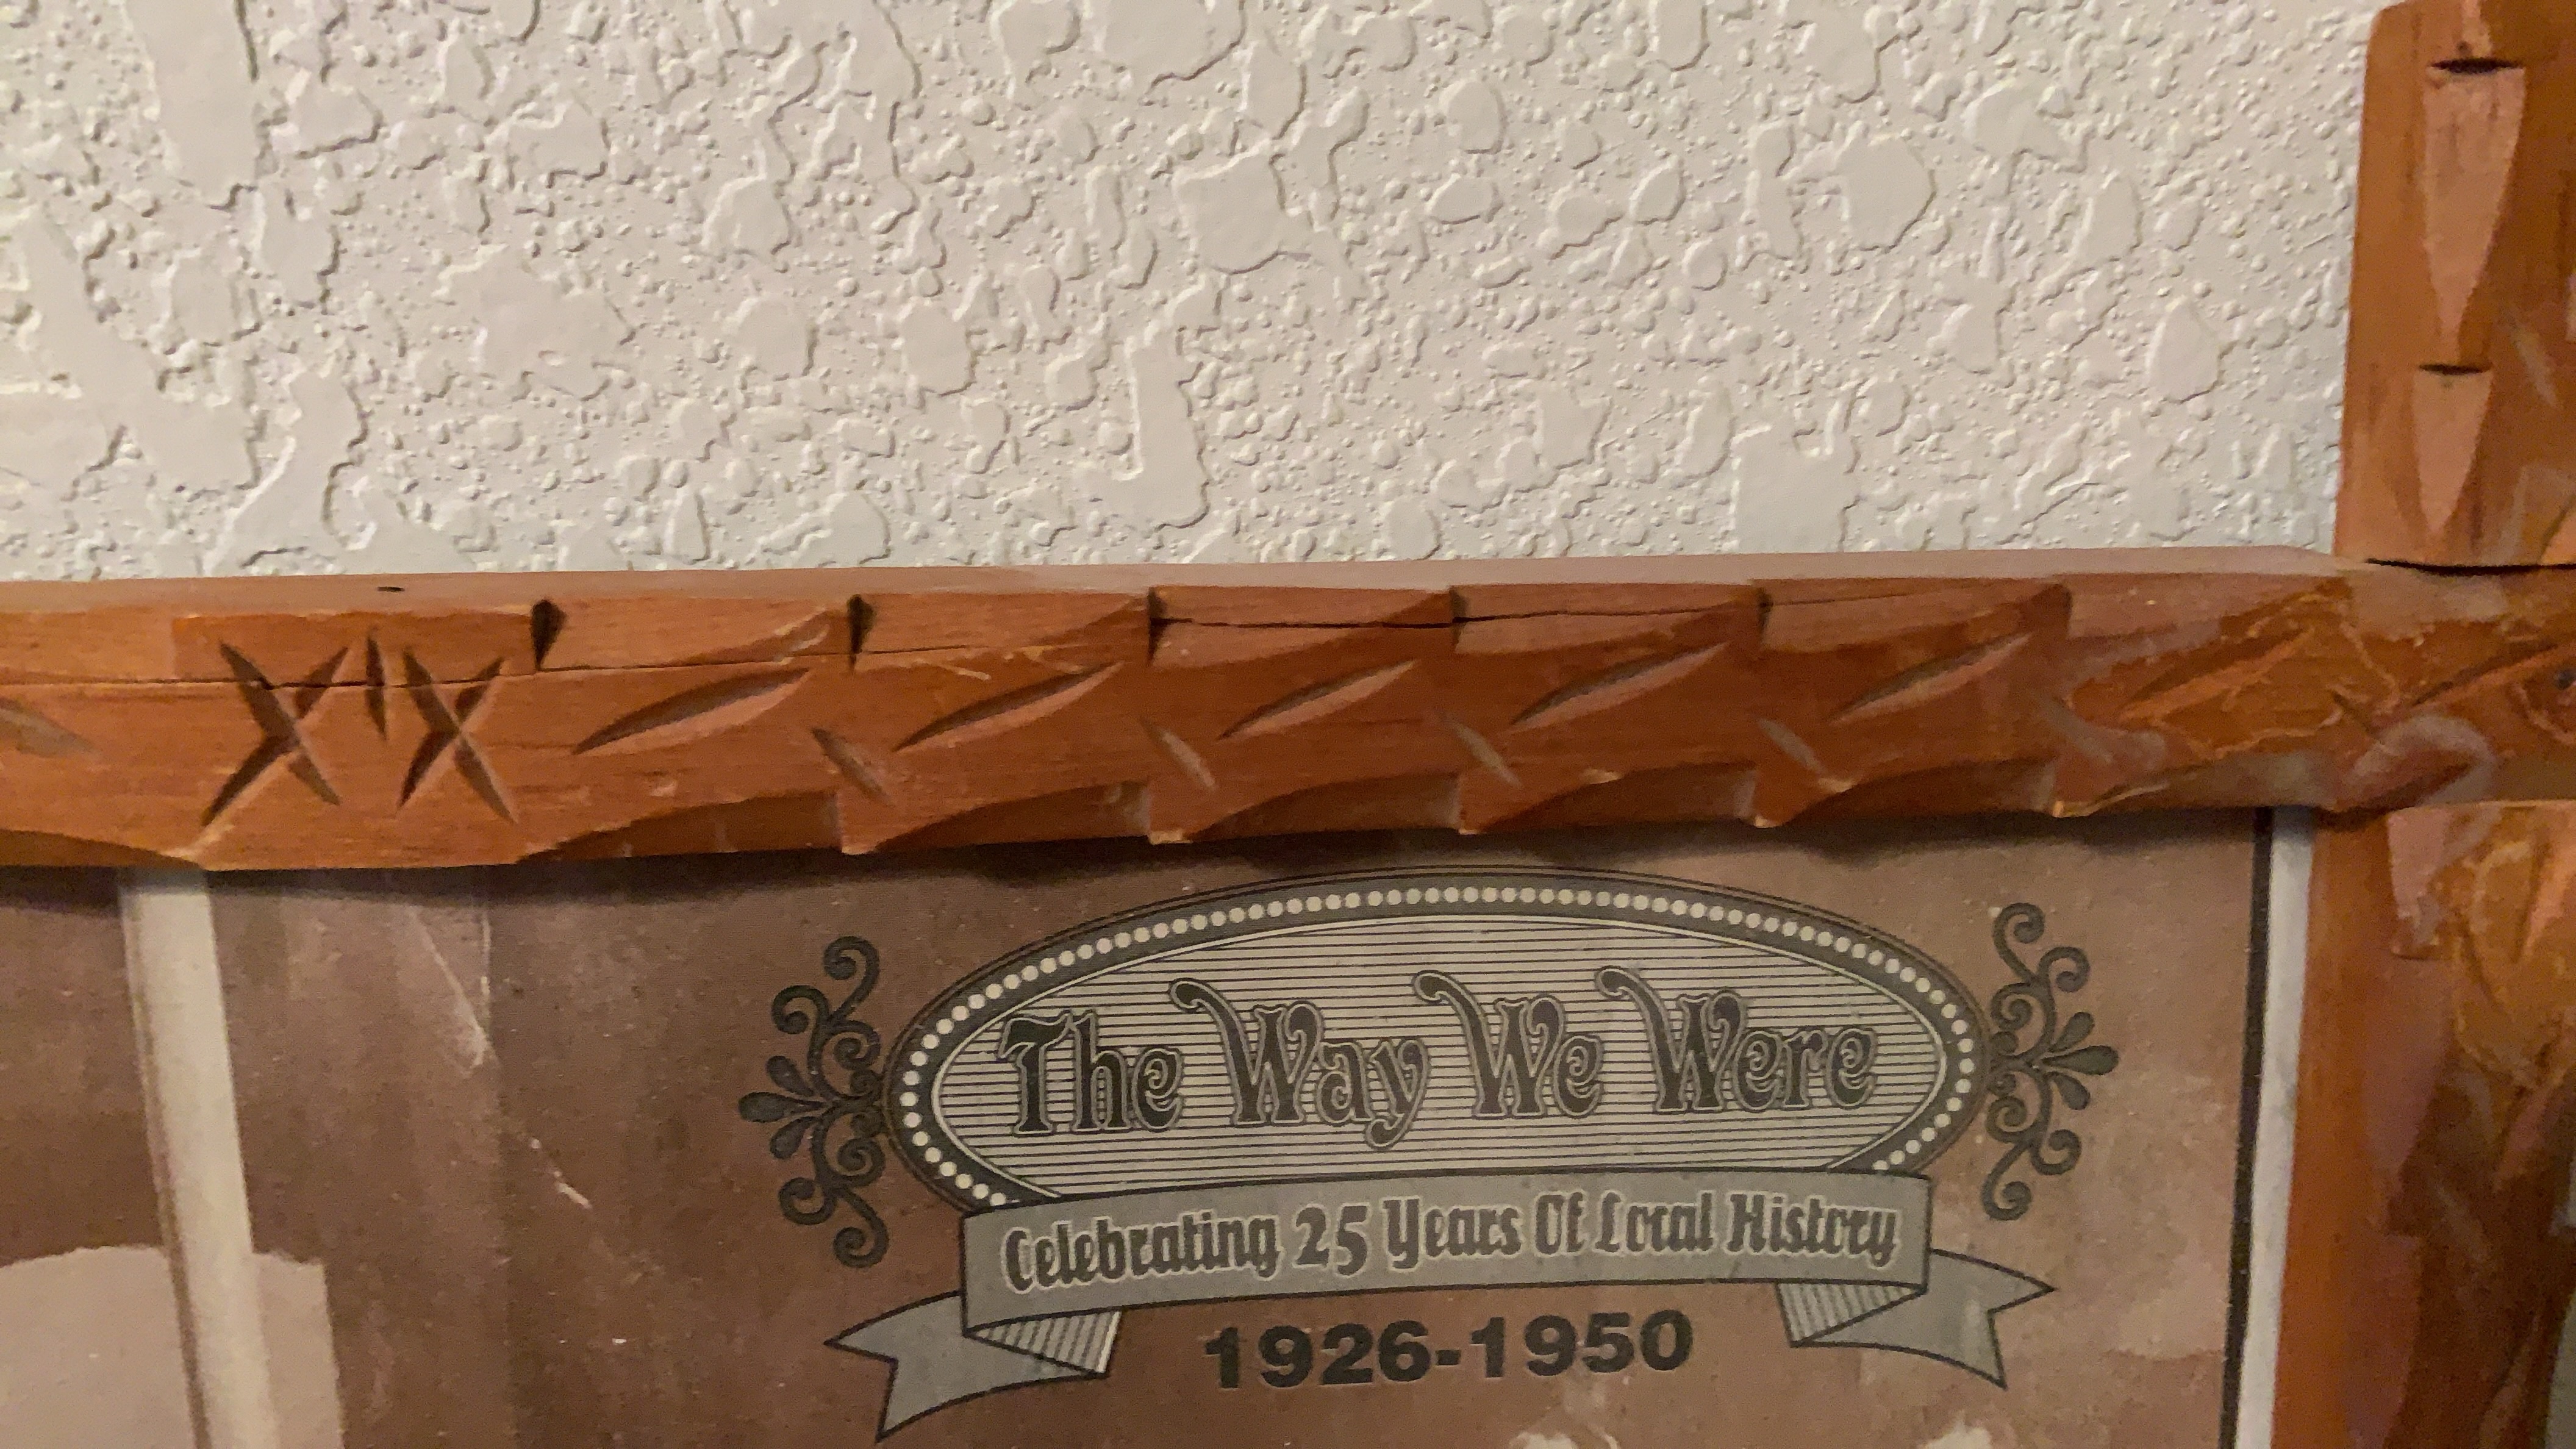 The Way We Were
Celebrating 25 Years Of Local History
1926-1950